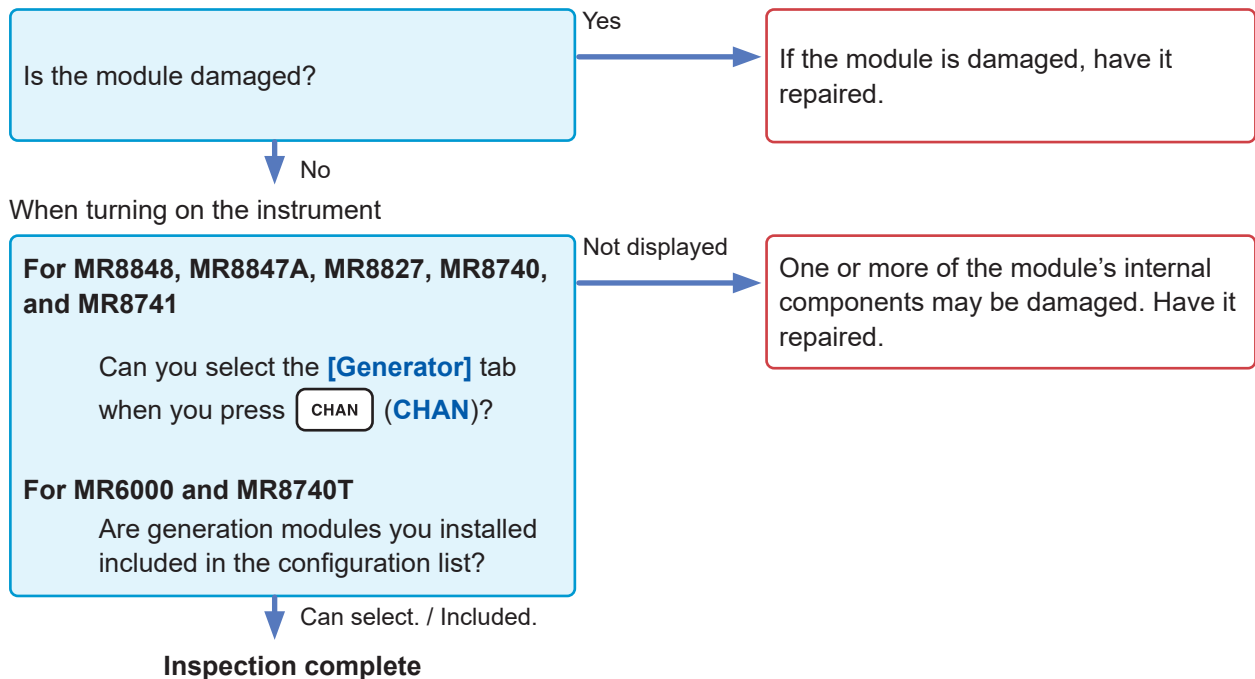 Yes
Is the module damaged?
If the module is damaged, have it
repaired.
No
When turning on the instrument
For MR8848, MR8847A, MR8827, MR8740,
and MR8741
Not displayed
One or more of the module's internal
components may be damaged. Have it
repaired.
Can you select the [Generator] tab
when you press CHAN (CHAN)?
For MR6000 and MR8740T
Are generation modules you installed
included in the configuration list?
Can select. / Included.
Inspection complete